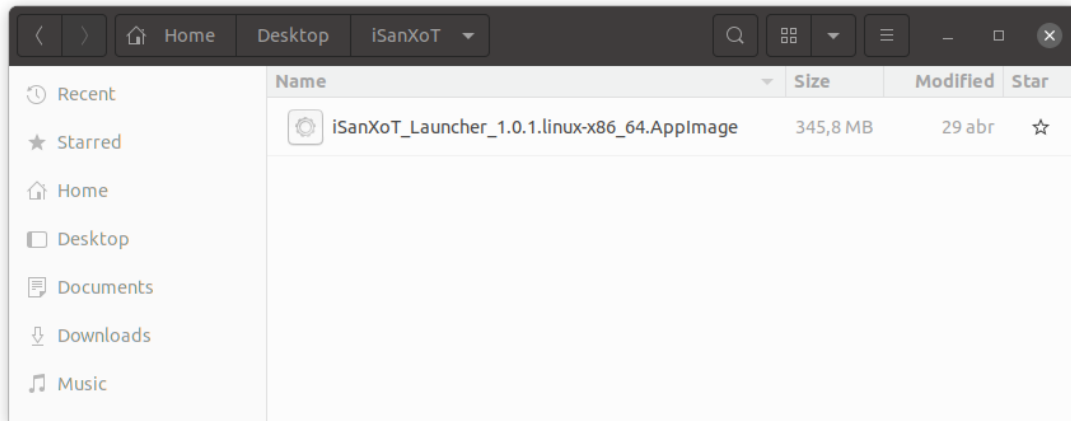 Home Desktop iSanXoT
Name Size Modified Star
Recent
iSanXoT_Launcher_1.0.1.linux-x86_64.AppImage 345,8 MB 29 abr
Starred
Home
Desktop
Documents
Downloads
Music